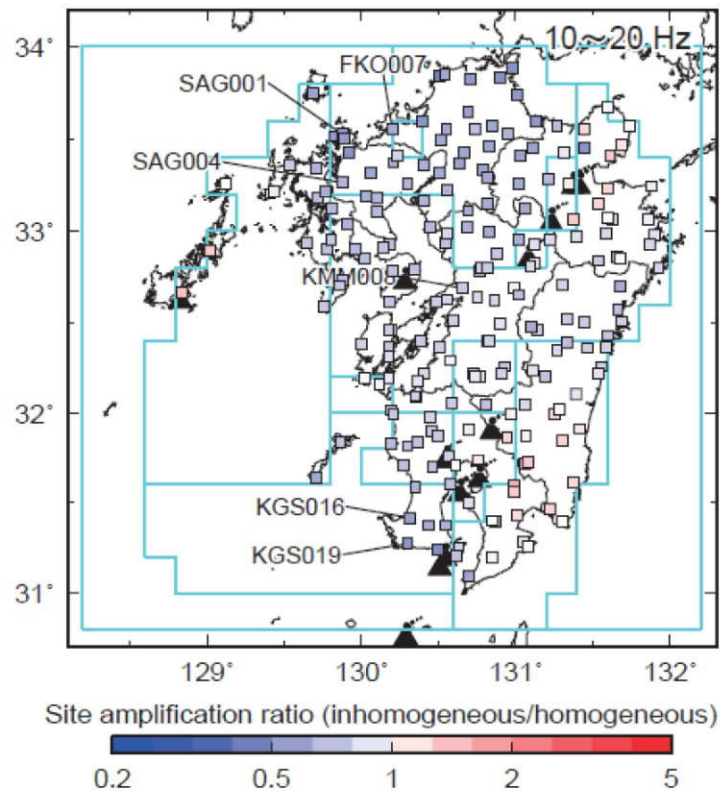 10~20 Hz
34˚
FKO007
SAG001
SAG004
33˚
KMM008
32˚
KGS016
KGS019
31˚
129˚ 130˚ 131˚ 132˚
Site amplification ratio (inhomogeneous/homogeneous)
0.2 0.5 1 2 5